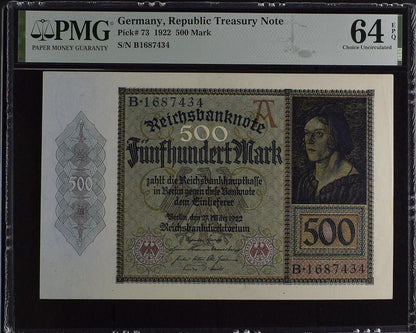 PMG
PAPER MONEY GUARANTY
Germany, Republic Treasury Note
Pick# 73 1922 500 Mark
S/N B1687434
64 EPQ
Choice Uncirculated
B·1687434
A
Reichsbanknote
500
Fünfhundert Mark
zahlt die Reichsbankhauptkasse
in Berlin gegen diese Banknote
dem Einlieferer
Berlin, den 27. März 1922
Reichsbankdirektorium
500
500
B·1687434